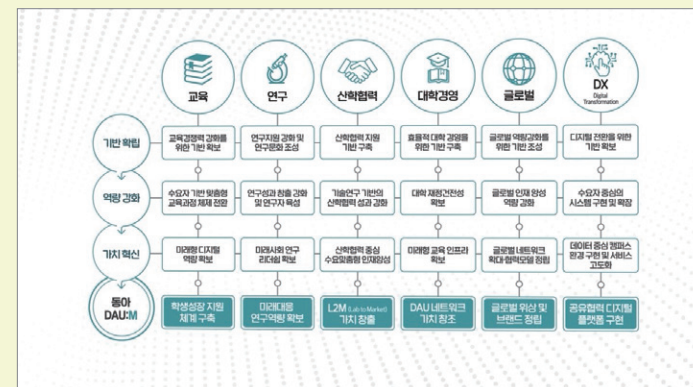 교육
연구
산학협력
대학경영
글로벌
DX
Digital
Transformation
기반 확립
교육경쟁력 강화를
위한 기반 확보
연구지원 강화 및
연구문화 조성
산학협력 지원
기반 구축
효율적 대학 경영을
위한 기반 구축
글로벌 역량강화를
위한 기반 조성
디지털 전환을 위한
기반 확보
역량 강화
수요자 기반 맞춤형
교육과정 체제 전환
연구성과 창출 강화
및 연구자 육성
기술연구 기반의
산학협력 성과 강화
대학 재정건전성
확보
글로벌 인재 양성
역량 강화
수요자 중심의
시스템 구현 및 확장
가치 혁신
미래형 디지털
역량 확보
미래사회 연구
리더쉽 확보
산학협력 중심
수요맞춤형 인재양성
미래형 교육 인프라
확보
글로벌 네트워크
확대·협력모델 정립
데이터 중심 캠퍼스
환경 구현 및 서비스
고도화
동아
DAU:M
학생성장 지원
체계 구축
미래대응
연구역량 확보
L2M (Lab to Market)
가치 창출
DAU 네트워크
가치 창조
글로벌 위상 및
브랜드 정립
공유협력 디지털
플랫폼 구현